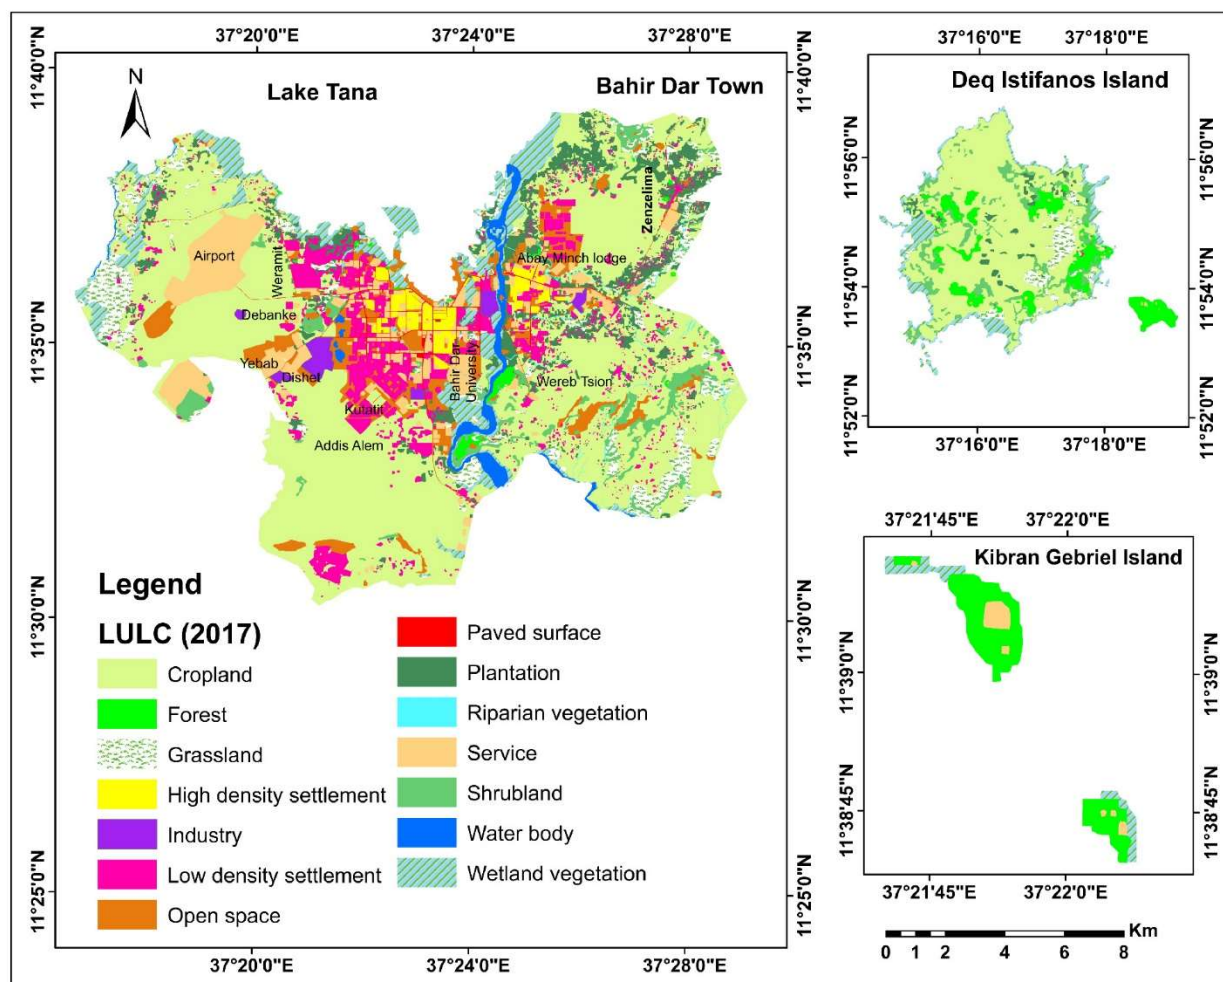 37°20'0"E 37°24'0"E 37°28'0"E
11°40'0"N 11°40'0"N
N
Lake Tana
Bahir Dar Town
Airport
Weramit
Zenzelima
Abay Minch lodge
Debanke
11°35'0"N 11°35'0"N
Yebab
Dishet
Bahir Dar
University
Wereb Tsion
Kutatit
Addis Alem
11°30'0"N 11°30'0"N
11°25'0"N 11°25'0"N
37°20'0"E 37°24'0"E 37°28'0"E
Legend
LULC (2017)
Cropland
Forest
Grassland
High density settlement
Industry
Low density settlement
Open space
Paved surface
Plantation
Riparian vegetation
Service
Shrubland
Water body
Wetland vegetation
37°16'0"E 37°18'0"E
Deq Istifanos Island
11°56'0"N 11°56'0"N
11°54'0"N 11°54'0"N
11°52'0"N 11°52'0"N
37°16'0"E 37°18'0"E
37°21'45"E 37°22'0"E
Kibran Gebriel Island
11°39'0"N 11°39'0"N
11°38'45"N 11°38'45"N
37°21'45"E 37°22'0"E
Km
0 1 2 4 6 8